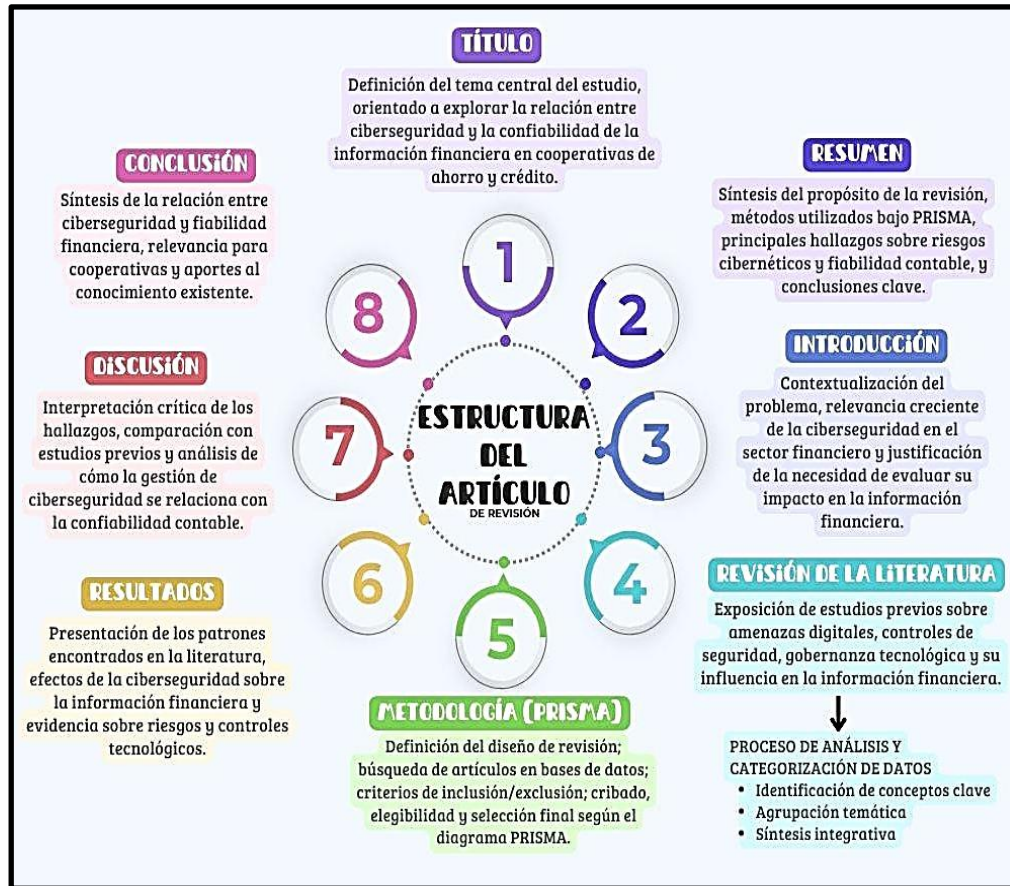 TÍTULO
Definición del tema central del estudio,
orientado a explorar la relación entre
ciberseguridad y la confiabilidad de la
información financiera en cooperativas de
ahorro y crédito.
RESUMEN
Síntesis del propósito de la revisión,
métodos utilizados bajo PRISMA,
principales hallazgos sobre riesgos
cibernéticos y fiabilidad contable, y
conclusiones clave.
INTRODUCCIÓN
Contextualización del
problema, relevancia creciente
de la ciberseguridad en el
sector financiero y justificación
de la necesidad de evaluar su
impacto en la información
financiera.
REVISIÓN DE LA LITERATURA
Exposición de estudios previos sobre
amenazas digitales, controles de
seguridad, gobernanza tecnológica y su
influencia en la información financiera.
PROCESO DE ANÁLISIS Y
CATEGORIZACIÓN DE DATOS
• Identificación de conceptos clave
• Agrupación temática
• Síntesis integrativa
METODOLOGÍA (PRISMA)
Definición del diseño de revisión;
búsqueda de artículos en bases de datos;
criterios de inclusión/exclusión; cribado,
elegibilidad y selección final según el
diagrama PRISMA.
RESULTADOS
Presentación de los patrones
encontrados en la literatura,
efectos de la ciberseguridad sobre
la información financiera y
evidencia sobre riesgos y controles
tecnológicos.
DISCUSIÓN
Interpretación crítica de los
hallazgos, comparación con
estudios previos y análisis de
cómo la gestión de
ciberseguridad se relaciona con
la confiabilidad contable.
CONCLUSIÓN
Síntesis de la relación entre
ciberseguridad y fiabilidad
financiera, relevancia para
cooperativas y aportes al
conocimiento existente.
1
2
3
4
5
6
7
8
ESTRUCTURA
DEL
ARTÍCULO
DE REVISIÓN